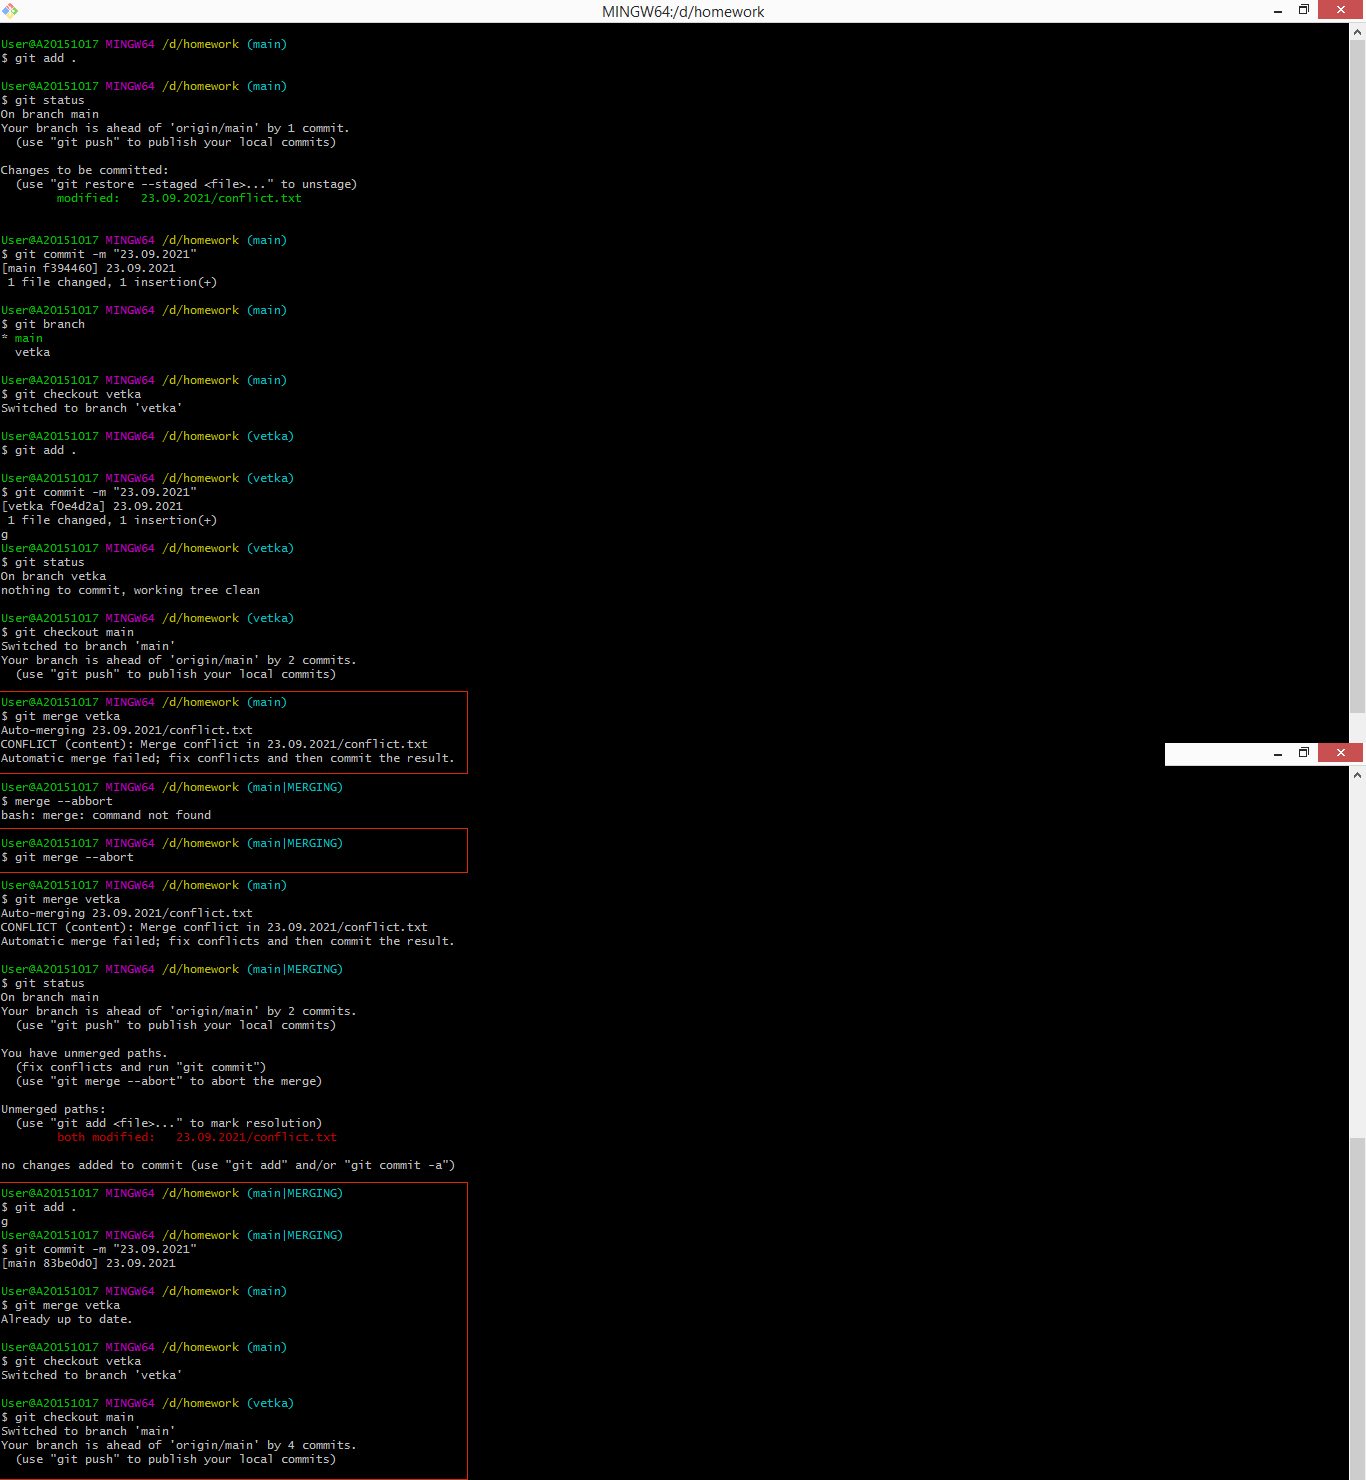 MINGW64:/d/homework
User@A20151017 MINGW64 /d/homework (main)
$ git add .
User@A20151017 MINGW64 /d/homework (main)
$ git status
On branch main
Your branch is ahead of 'origin/main' by 1 commit.
  (use "git push" to publish your local commits)
Changes to be committed:
  (use "git restore --staged <file>..." to unstage)
        modified:   23.09.2021/conflict.txt
User@A20151017 MINGW64 /d/homework (main)
$ git commit -m "23.09.2021"
[main f394460] 23.09.2021
 1 file changed, 1 insertion(+)
User@A20151017 MINGW64 /d/homework (main)
$ git branch
* main
  vetka
User@A20151017 MINGW64 /d/homework (main)
$ git checkout vetka
Switched to branch 'vetka'
User@A20151017 MINGW64 /d/homework (vetka)
$ git add .
User@A20151017 MINGW64 /d/homework (vetka)
$ git commit -m "23.09.2021"
[vetka f0e4d2a] 23.09.2021
 1 file changed, 1 insertion(+)
g
User@A20151017 MINGW64 /d/homework (vetka)
$ git status
On branch vetka
nothing to commit, working tree clean
User@A20151017 MINGW64 /d/homework (vetka)
$ git checkout main
Switched to branch 'main'
Your branch is ahead of 'origin/main' by 2 commits.
  (use "git push" to publish your local commits)
User@A20151017 MINGW64 /d/homework (main)
$ git merge vetka
Auto-merging 23.09.2021/conflict.txt
CONFLICT (content): Merge conflict in 23.09.2021/conflict.txt
Automatic merge failed; fix conflicts and then commit the result.
User@A20151017 MINGW64 /d/homework (main|MERGING)
$ merge --abbort
bash: merge: command not found
User@A20151017 MINGW64 /d/homework (main|MERGING)
$ git merge --abort
User@A20151017 MINGW64 /d/homework (main)
$ git merge vetka
Auto-merging 23.09.2021/conflict.txt
CONFLICT (content): Merge conflict in 23.09.2021/conflict.txt
Automatic merge failed; fix conflicts and then commit the result.
User@A20151017 MINGW64 /d/homework (main|MERGING)
$ git status
On branch main
Your branch is ahead of 'origin/main' by 2 commits.
  (use "git push" to publish your local commits)
You have unmerged paths.
  (fix conflicts and run "git commit")
  (use "git merge --abort" to abort the merge)
Unmerged paths:
  (use "git add <file>..." to mark resolution)
        both modified:   23.09.2021/conflict.txt
no changes added to commit (use "git add" and/or "git commit -a")
User@A20151017 MINGW64 /d/homework (main|MERGING)
$ git add .
g
User@A20151017 MINGW64 /d/homework (main|MERGING)
$ git commit -m "23.09.2021"
[main 83be0d0] 23.09.2021
User@A20151017 MINGW64 /d/homework (main)
$ git merge vetka
Already up to date.
User@A20151017 MINGW64 /d/homework (main)
$ git checkout vetka
Switched to branch 'vetka'
User@A20151017 MINGW64 /d/homework (vetka)
$ git checkout main
Switched to branch 'main'
Your branch is ahead of 'origin/main' by 4 commits.
  (use "git push" to publish your local commits)